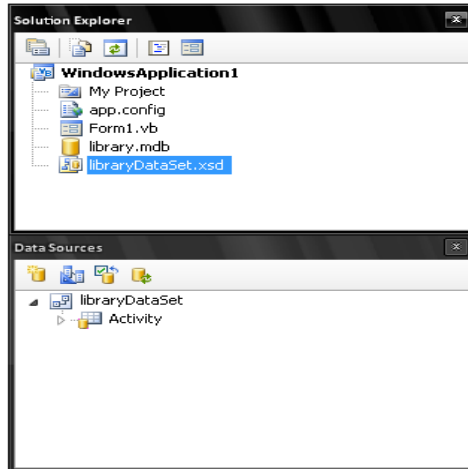 Solution Explorer
WindowsApplication1
My Project
app.config
Form1.vb
library.mdb
libraryDataSet.xsd
Data Sources
libraryDataSet
Activity